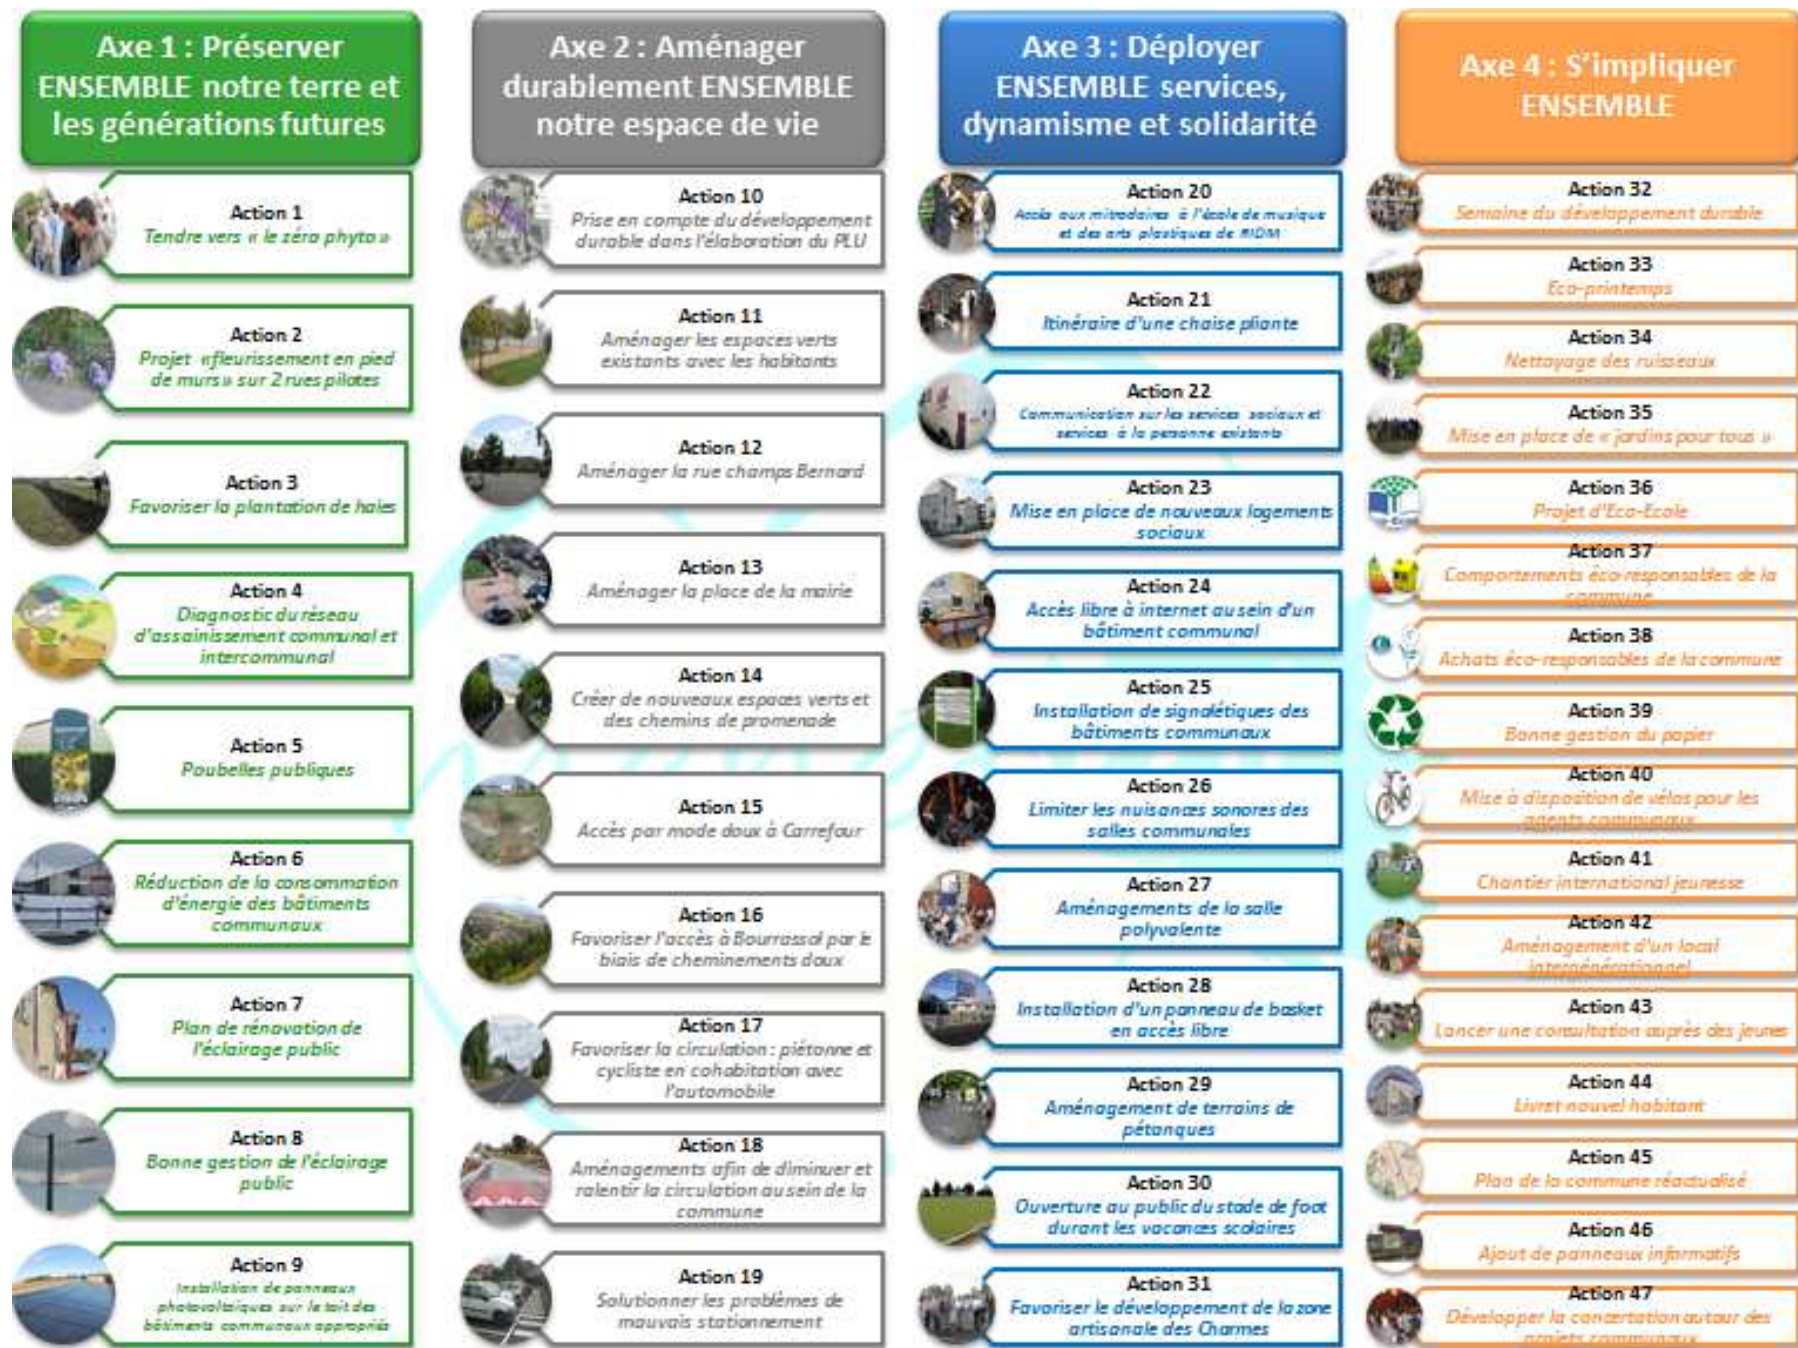 Axe 1 : Préserver
ENSEMBLE notre terre et
les générations futures
Action 1
Tendre vers « le zéro phyto »
Action 2
Projet «fleurissement en pied
de murs» sur 2 rues pilotes
Action 3
Favoriser la plantation de haies
Action 4
Diagnostic du réseau
d'assainissement communal et
intercommunal
Action 5
Poubelles publiques
Action 6
Réduction de la consommation
d'énergie des bâtiments
communaux
Action 7
Plan de rénovation de
l'éclairage public
Action 8
Bonne gestion de l'éclairage
public
Action 9
Installation de panneaux
photovoltaïques sur le toit des
bâtiments communaux appropriés
Axe 2 : Aménager
durablement ENSEMBLE
notre espace de vie
Action 10
Prise en compte du développement
durable dans l'élaboration du PLU
Action 11
Aménager les espaces verts
existants avec les habitants
Action 12
Aménager la rue champs Bernard
Action 13
Aménager la place de la mairie
Action 14
Créer de nouveaux espaces verts et
des chemins de promenade
Action 15
Accès par mode doux à Carrefour
Action 16
Favoriser l'accès à Bourrassol par le
biais de cheminements doux
Action 17
Favoriser la circulation : piétonne et
cycliste en cohabitation avec
l'automobile
Action 18
Aménagements afin de diminuer et
ralentir la circulation au sein de la
commune
Action 19
Solutionner les problèmes de
mauvais stationnement
Axe 3 : Déployer
ENSEMBLE services,
dynamisme et solidarité
Action 20
Accès aux mitrodaires à l'école de musique
et des arts plastiques de RIOM
Action 21
Itinéraire d'une chaise pliante
Action 22
Communication sur les services sociaux et
services à la personne existants
Action 23
Mise en place de nouveaux logements
sociaux
Action 24
Accès libre à internet au sein d'un
bâtiment communal
Action 25
Installation de signalétiques des
bâtiments communaux
Action 26
Limiter les nuisances sonores des
salles communales
Action 27
Aménagements de la salle
polyvalente
Action 28
Installation d'un panneau de basket
en accès libre
Action 29
Aménagement de terrains de
pétanques
Action 30
Ouverture au public du stade de foot
durant les vacances scolaires
Action 31
Favoriser le développement de la zone
artisanale des Charmes
Axe 4 : S'impliquer
ENSEMBLE
Action 32
Semaine du développement durable
Action 33
Eco-printemps
Action 34
Nettoyage des ruisseaux
Action 35
Mise en place de « jardins pour tous »
Action 36
Projet d'Eco-Ecole
Action 37
Comportements éco-responsables de la
commune
Action 38
Achats éco-responsables de la commune
Action 39
Bonne gestion du papier
Action 40
Mise à disposition de vélos pour les
agents communaux
Action 41
Chantier international jeunesse
Action 42
Aménagement d'un local
intergénérationnel
Action 43
Lancer une consultation auprès des jeunes
Action 44
Livret nouvel habitant
Action 45
Plan de la commune réactualisé
Action 46
Ajout de panneaux informatifs
Action 47
Développer la concertation autour des
projets communaux